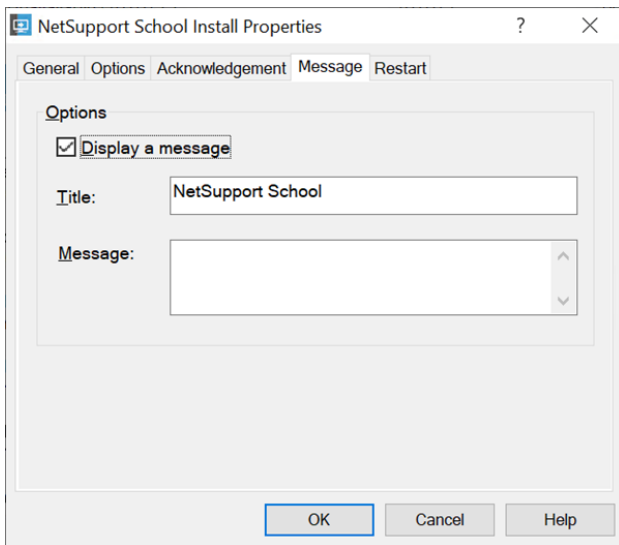 NetSupport School Install Properties ? ×
General Options Acknowledgement Message Restart
Options
Display a message
Title: NetSupport School
Message:
OK Cancel Help